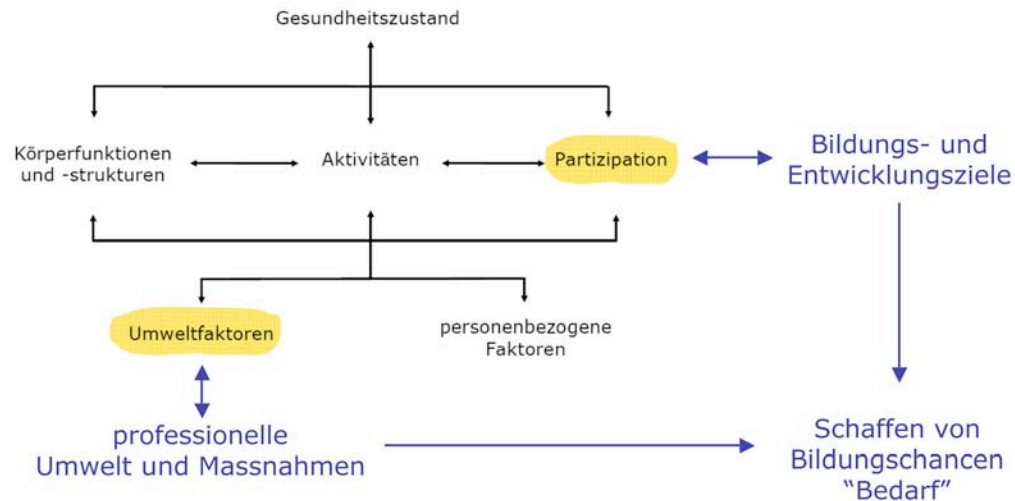 Gesundheitszustand
Körperfunktionen
und -strukturen
Aktivitäten
Partizipation
Bildungs- und
Entwicklungsziele
Umweltfaktoren
personenbezogene
Faktoren
professionelle
Umwelt und Massnahmen
Schaffen von
Bildungschancen
“Bedarf”